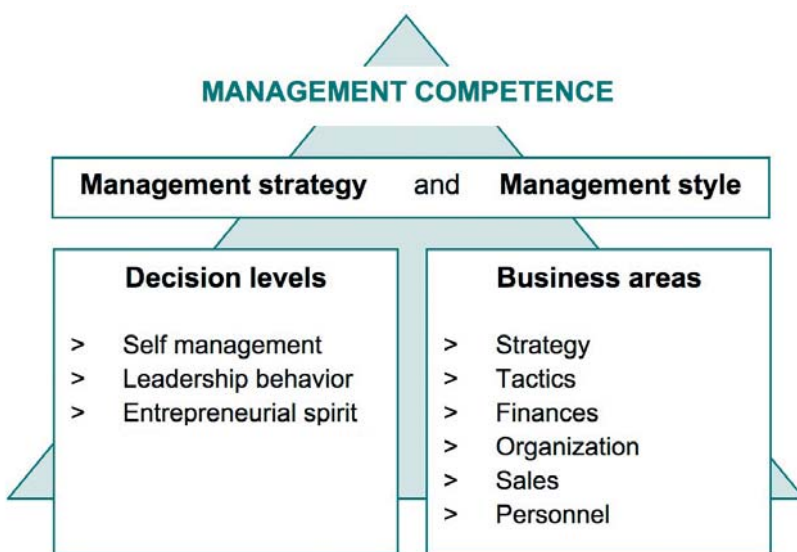 MANAGEMENT COMPETENCE
Management strategy and Management style
Decision levels
> Self management
> Leadership behavior
> Entrepreneurial spirit
Business areas
> Strategy
> Tactics
> Finances
> Organization
> Sales
> Personnel